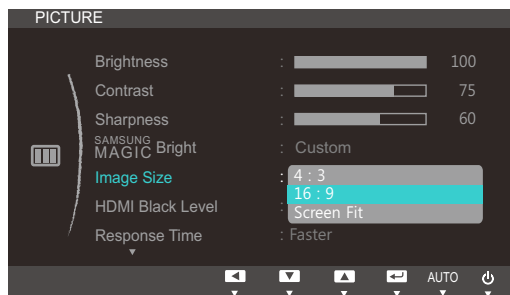 PICTURE
Brightness : 100
Contrast : 75
Sharpness : 60
SAMSUNG MAGIC Bright : Custom
Image Size : 4 : 3
16 : 9
HDMI Black Level :
Screen Fit
Response Time : Faster
AUTO